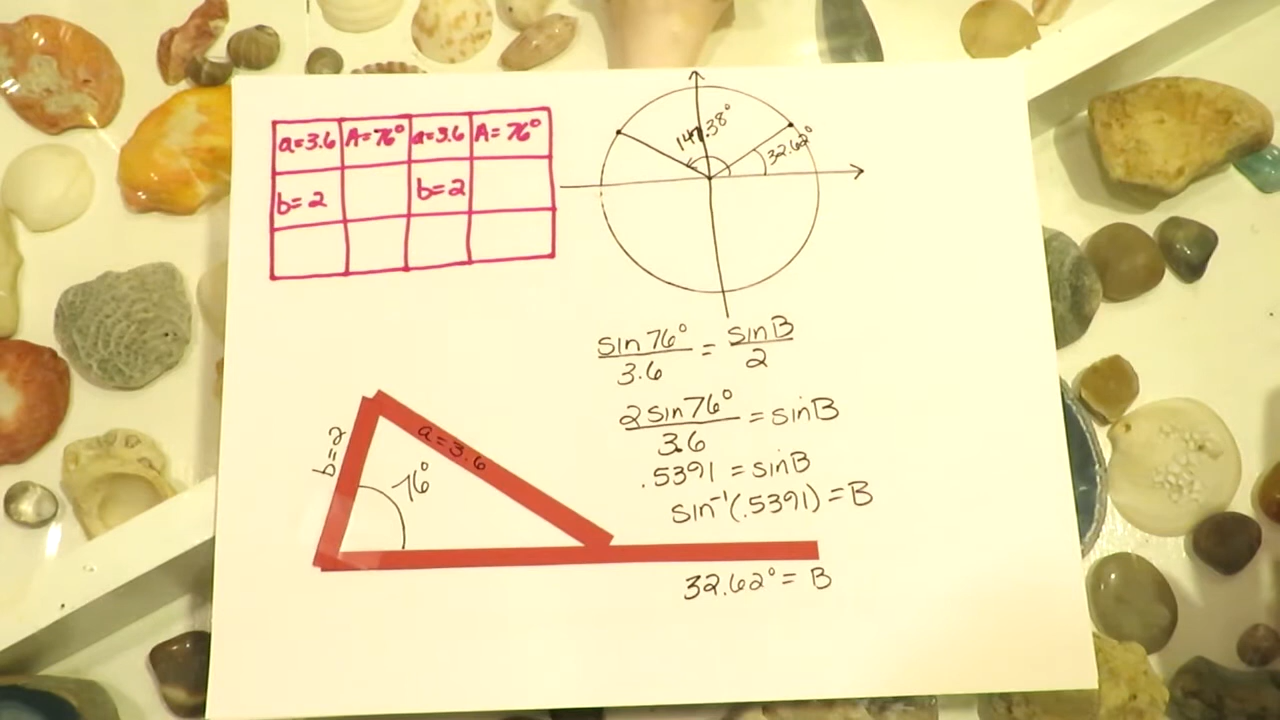 a=3.6 A=76° a=3.6 A=76°
b=2 b=2
147.38°
32.62°
sin 76° / 3.6 = sin B / 2
2 sin 76° / 3.6 = sin B
.5391 = sin B
sin⁻¹(.5391) = B
32.62° = B
b=2
a=3.6
76°